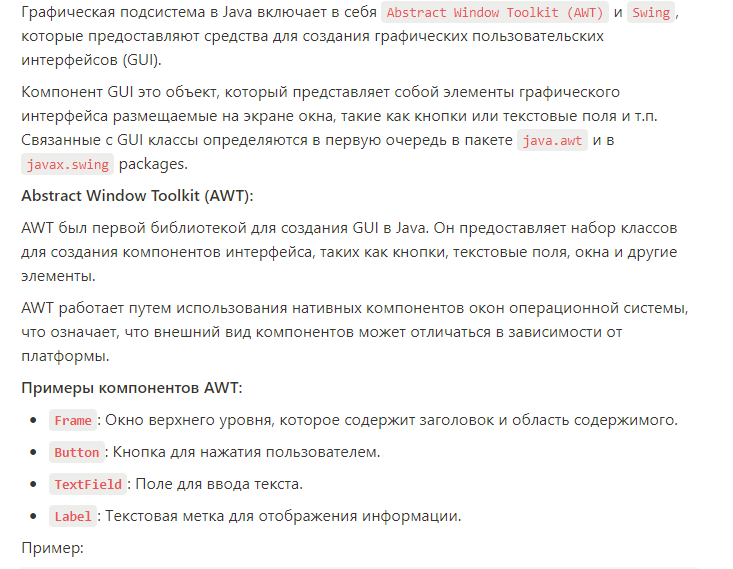 Графическая подсистема в Java включает в себя Abstract Window Toolkit (AWT) и Swing,
которые предоставляют средства для создания графических пользовательских
интерфейсов (GUI).
Компонент GUI это объект, который представляет собой элементы графического
интерфейса размещаемые на экране окна, такие как кнопки или текстовые поля и т.п.
Связанные с GUI классы определяются в первую очередь в пакете java.awt и в
javax.swing packages.
Abstract Window Toolkit (AWT):
AWT был первой библиотекой для создания GUI в Java. Он предоставляет набор классов
для создания компонентов интерфейса, таких как кнопки, текстовые поля, окна и другие
элементы.
AWT работает путем использования нативных компонентов окон операционной системы,
что означает, что внешний вид компонентов может отличаться в зависимости от
платформы.
Примеры компонентов AWT:
• Frame: Окно верхнего уровня, которое содержит заголовок и область содержимого.
• Button: Кнопка для нажатия пользователем.
• TextField: Поле для ввода текста.
• Label: Текстовая метка для отображения информации.
Пример: